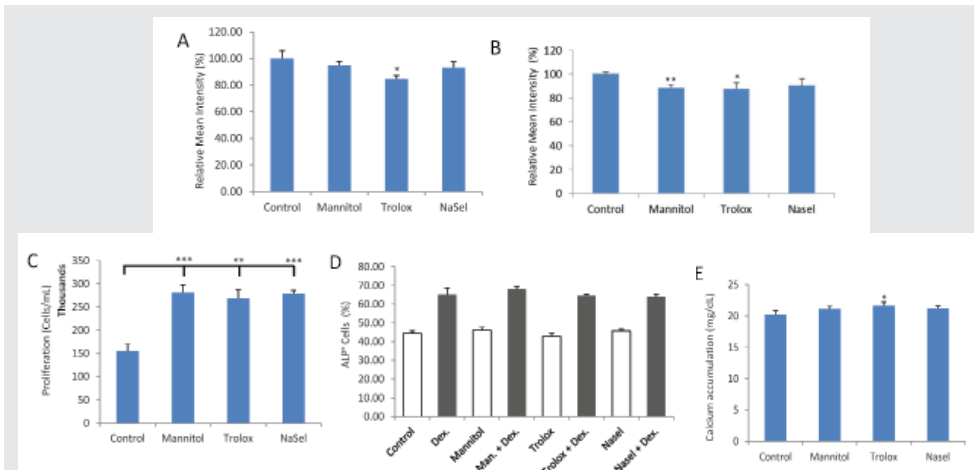 A
Relative Mean Intensity (%)
120.00
100.00
80.00
60.00
40.00
20.00
0.00
*
Control Mannitol Trolox NaSel
B
Relative Mean Intensity (%)
120
100
80
60
40
20
0
** *
Control Mannitol Trolox Nasel
C
Proliferation (Cells/mL)
Thousands
350
300
250
200
150
100
50
0
*** ** ***
Control Mannitol Trolox NaSel
D
ALP⁺ Cells (%)
80.00
70.00
60.00
50.00
40.00
30.00
20.00
10.00
0.00
Control
Dex.
Mannitol
Man. + Dex.
Trolox
Trolox + Dex.
Nasel
Nasel + Dex.
E
Calcium accumulation (mg/dL)
25
20
15
10
5
0
*
Control Mannitol Trolox Nasel